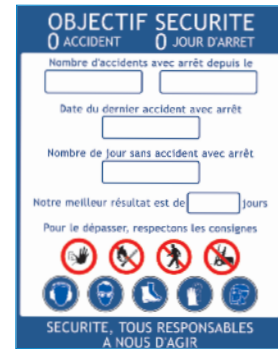 OBJECTIF SECURITE
0 ACCIDENT 0 JOUR D'ARRET
Nombre d'accidents avec arrêt depuis le
Date du dernier accident avec arrêt
Nombre de jour sans accident avec arrêt
Notre meilleur résultat est de jours
Pour le dépasser, respectons les consignes
SECURITE, TOUS RESPONSABLES
A NOUS D'AGIR